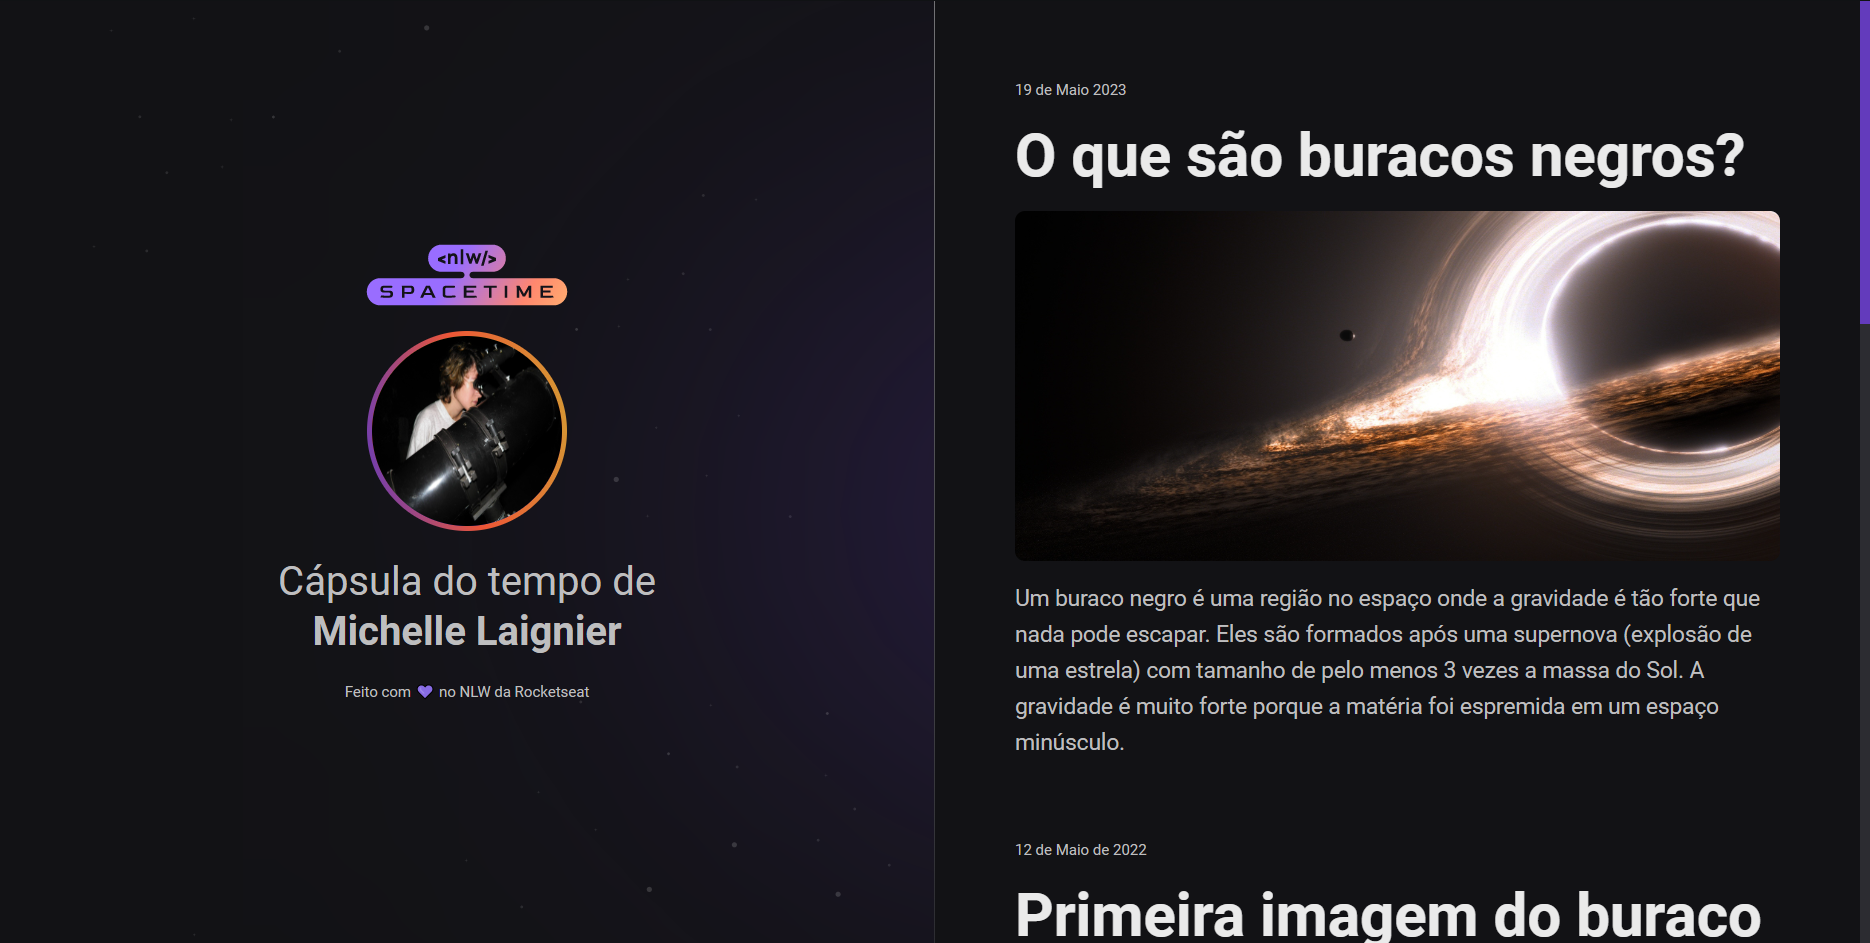 <nlw/>
SPACETIME
Cápsula do tempo de
Michelle Laignier
Feito com 💜 no NLW da Rocketseat
19 de Maio 2023
O que são buracos negros?
Um buraco negro é uma região no espaço onde a gravidade é tão forte que
nada pode escapar. Eles são formados após uma supernova (explosão de
uma estrela) com tamanho de pelo menos 3 vezes a massa do Sol. A
gravidade é muito forte porque a matéria foi espremida em um espaço
minúsculo.
12 de Maio de 2022
Primeira imagem do buraco